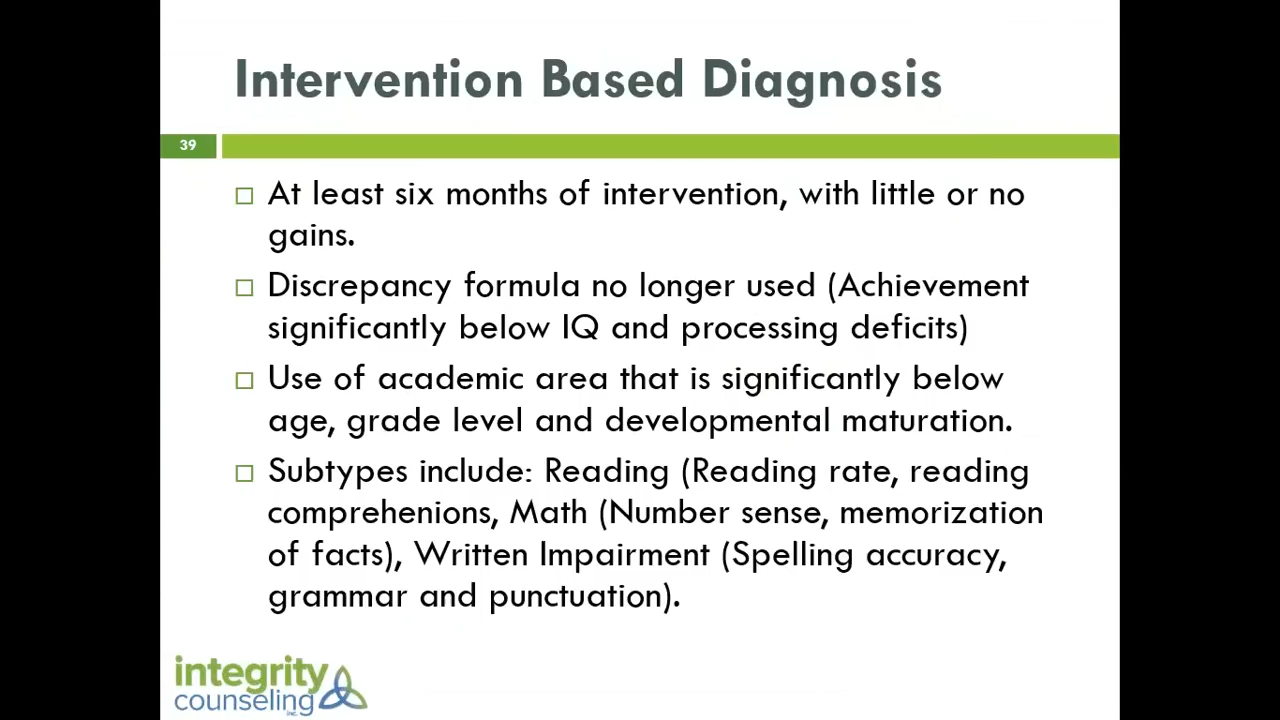 Intervention Based Diagnosis
39
At least six months of intervention, with little or no
gains.
Discrepancy formula no longer used (Achievement
significantly below IQ and processing deficits)
Use of academic area that is significantly below
age, grade level and developmental maturation.
Subtypes include: Reading (Reading rate, reading
comprehenions, Math (Number sense, memorization
of facts), Written Impairment (Spelling accuracy,
grammar and punctuation).
integrity
counseling
inc.